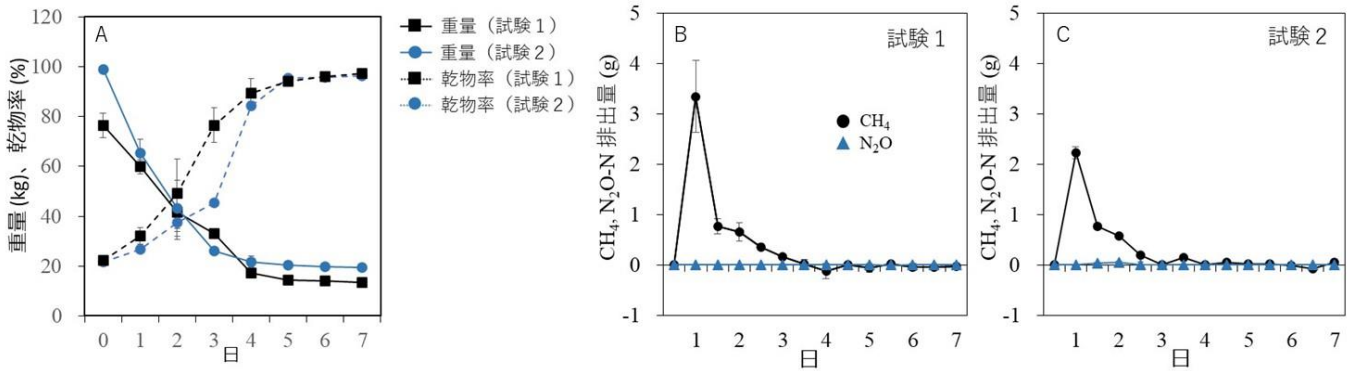 A
重量 (kg)、乾物率 (%)
120
100
80
60
40
20
0
0 1 2 3 4 5 6 7
日
重量（試験１）
重量（試験２）
乾物率（試験１）
乾物率（試験２）
B
試験１
CH4, N2O-N 排出量 (g)
5
4
3
2
1
0
-1
CH4
N2O
1 2 3 4 5 6 7
日
C
試験２
CH4, N2O-N 排出量 (g)
5
4
3
2
1
0
-1
1 2 3 4 5 6 7
日